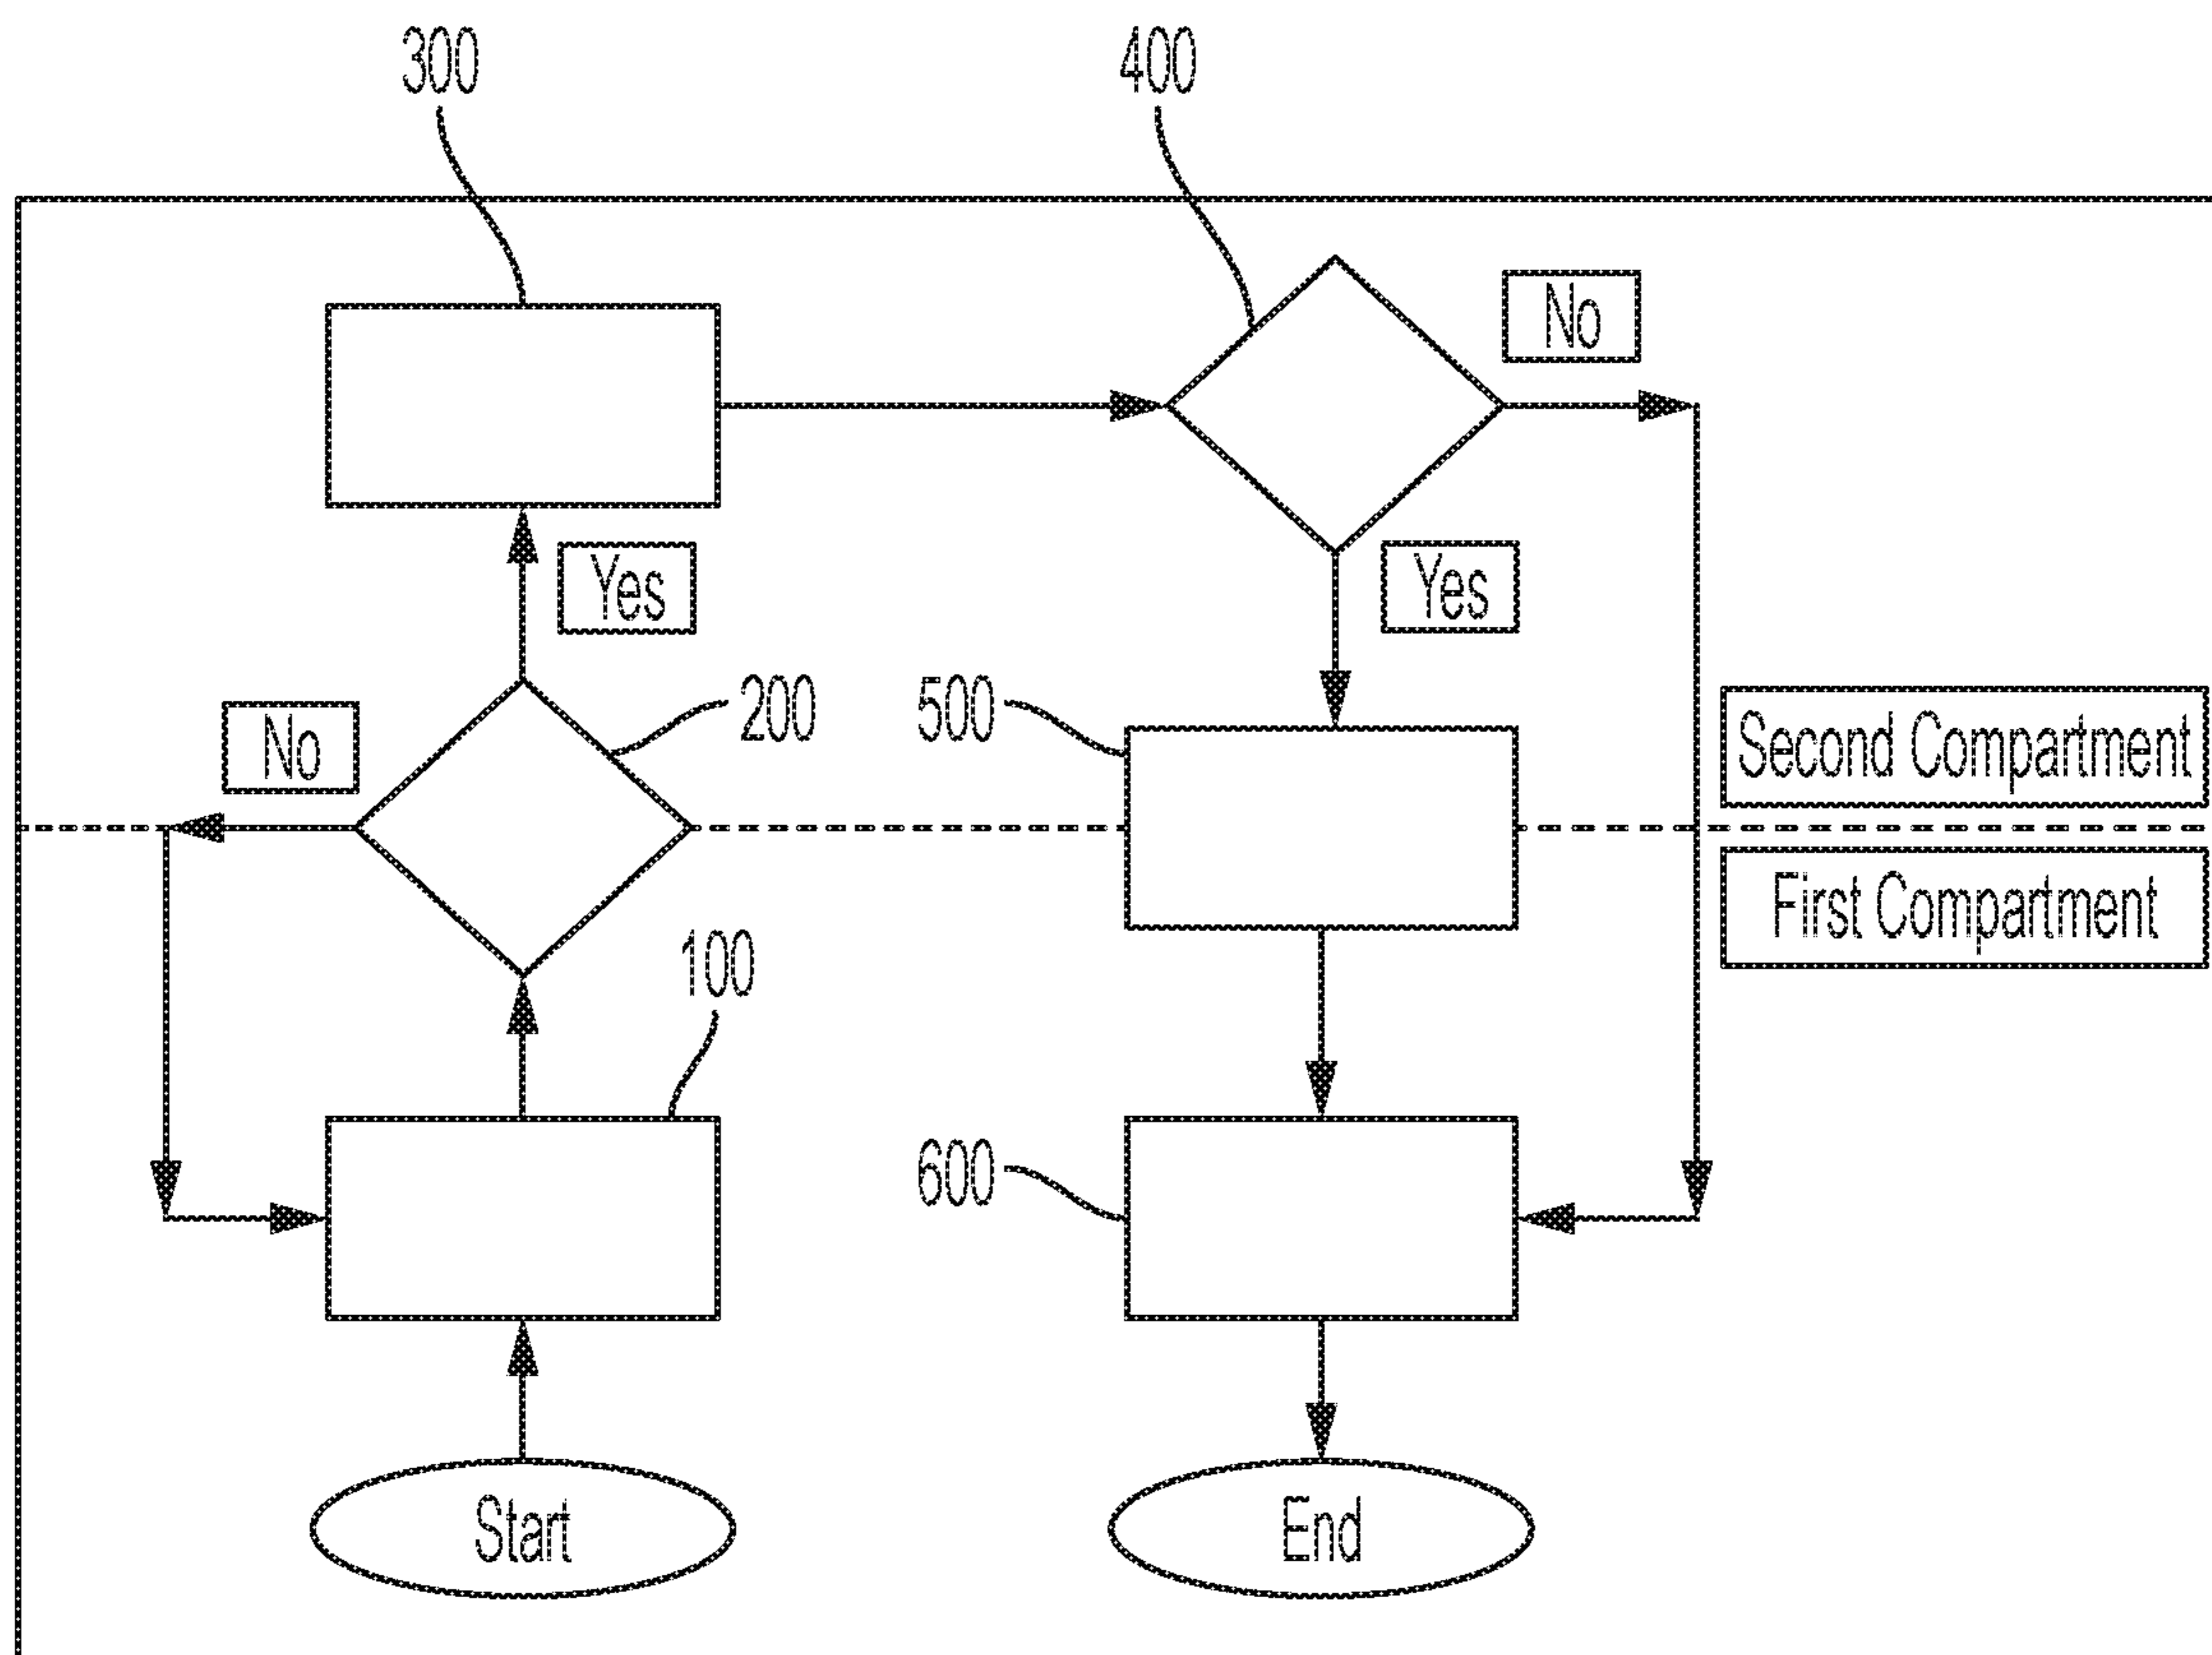 300
400
No
Yes
Yes
200
500
No
Second Compartment
First Compartment
100
600
Start
End